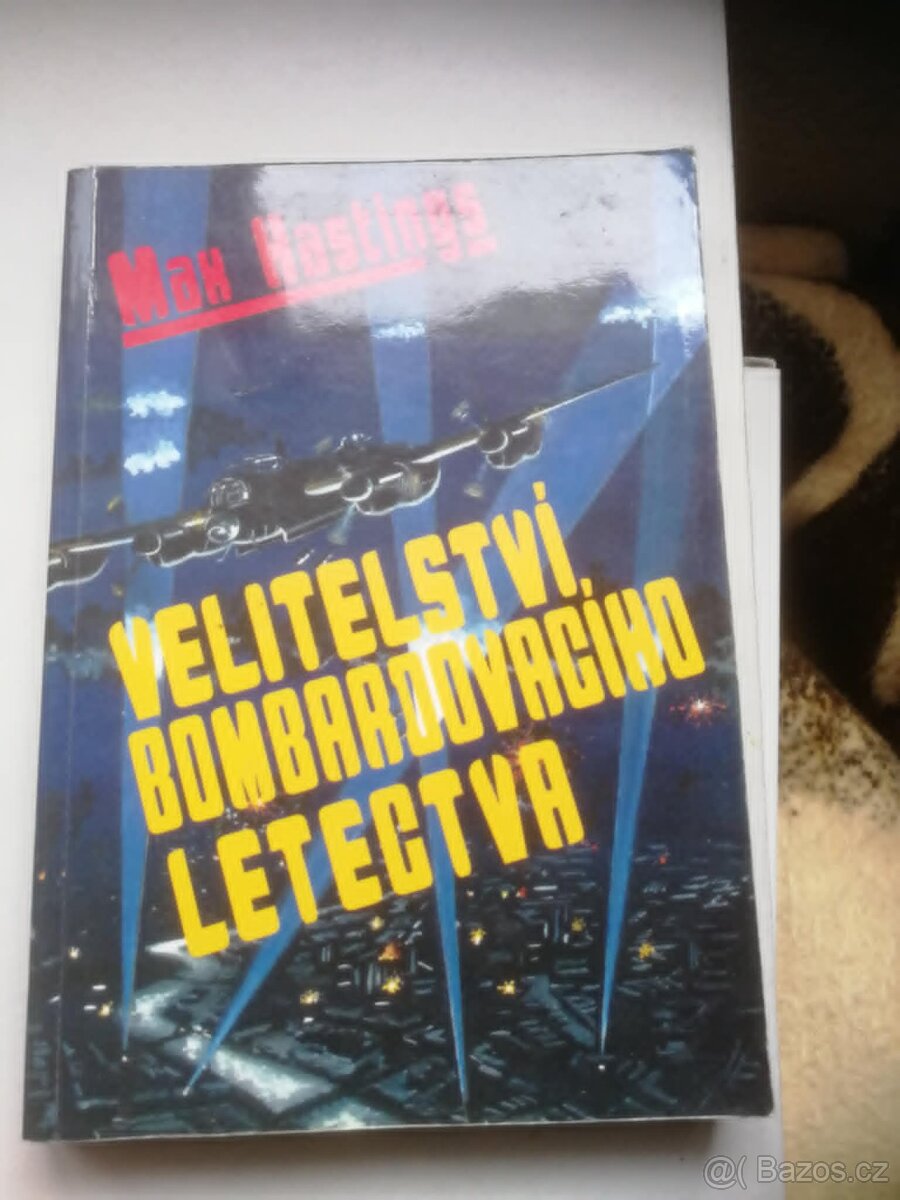 Max Hastings
VELITELSTVÍ
BOMBARDOVACÍHO
LETECTVA
@( Bazos.cz